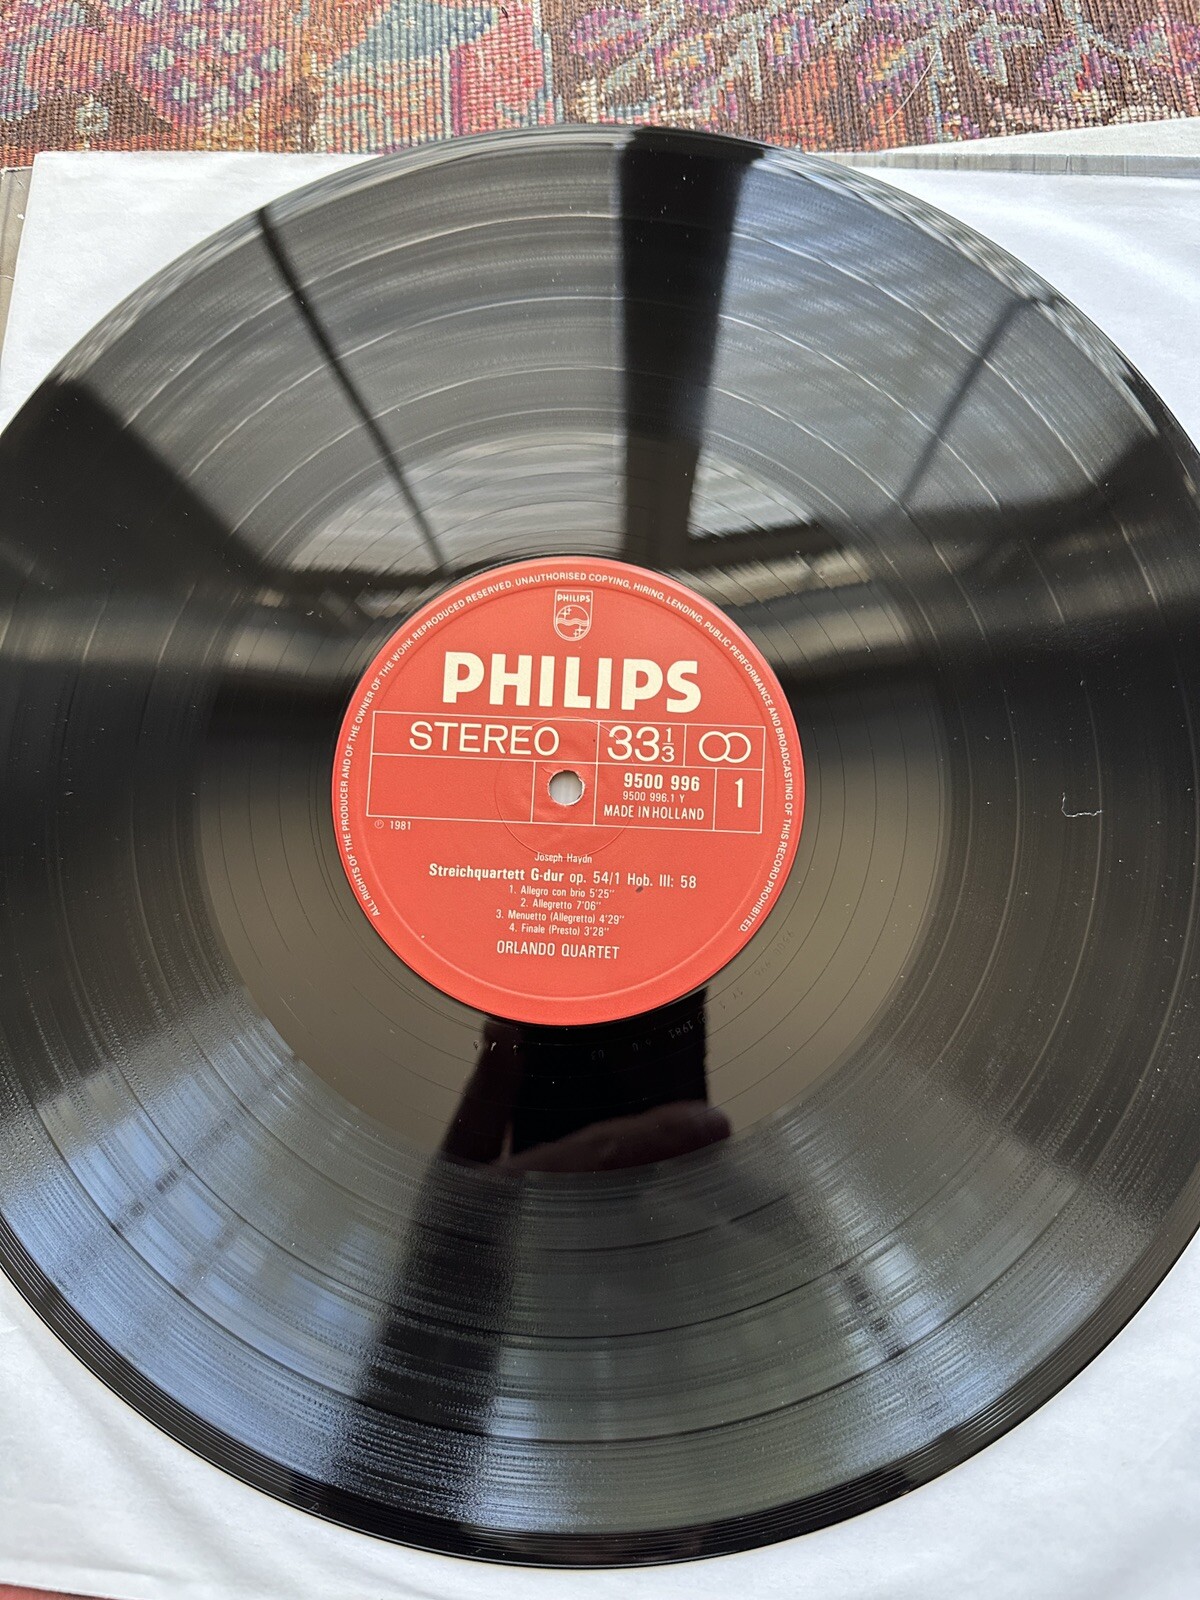 ALL RIGHTS OF THE PRODUCER AND OF THE OWNER OF THE WORK REPRODUCED RESERVED. UNAUTHORISED COPYING, HIRING, LENDING, PUBLIC PERFORMANCE AND BROADCASTING OF THIS RECORD PROHIBITED.
PHILIPS
PHILIPS
STEREO 33 1/3
9500 996 1
9500 996.1 Y
MADE IN HOLLAND
℗ 1981
Joseph Haydn
Streichquartett G-dur op. 54/1 Hob. III: 58
1. Allegro con brio 5'25"
2. Allegretto 7'06"
3. Menuetto (Allegretto) 4'29"
4. Finale (Presto) 3'28"
ORLANDO QUARTET